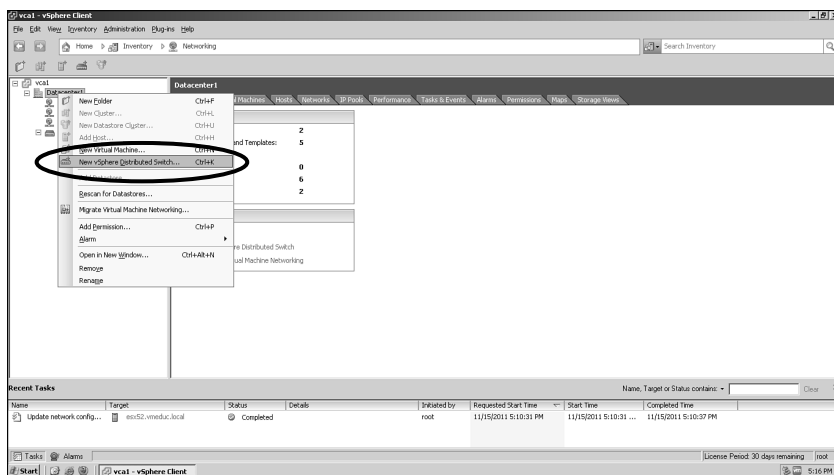 vca1 - vSphere Client
File Edit View Inventory Administration Plug-ins Help
Home Inventory Networking Search Inventory
vca1
Datacenter1
Datacenter1
l Machines Hosts Networks IP Pools Performance Tasks & Events Alarms Permissions Maps Storage Views
New Folder Ctrl+F
New Cluster... Ctrl+L
New Datastore Cluster... Ctrl+U
Add Host... Ctrl+H
New Virtual Machine... Ctrl+N
New vSphere Distributed Switch... Ctrl+K
Rescan for Datastores...
Migrate Virtual Machine Networking...
Add Permission... Ctrl+P
Alarm
Open in New Window... Ctrl+Alt+N
Remove
Rename
2
and Templates: 5
0
6
2
re Distributed Switch
ual Machine Networking
Recent Tasks
Name, Target or Status contains: Clear
Name Target Status Details Initiated by Requested Start Time Start Time Completed Time
Update network config... esx52.vmeduc.local Completed root 11/15/2011 5:10:31 PM 11/15/2011 5:10:31 ... 11/15/2011 5:10:37 PM
Tasks Alarms License Period: 30 days remaining root
Start vca1 - vSphere Client 5:16 PM